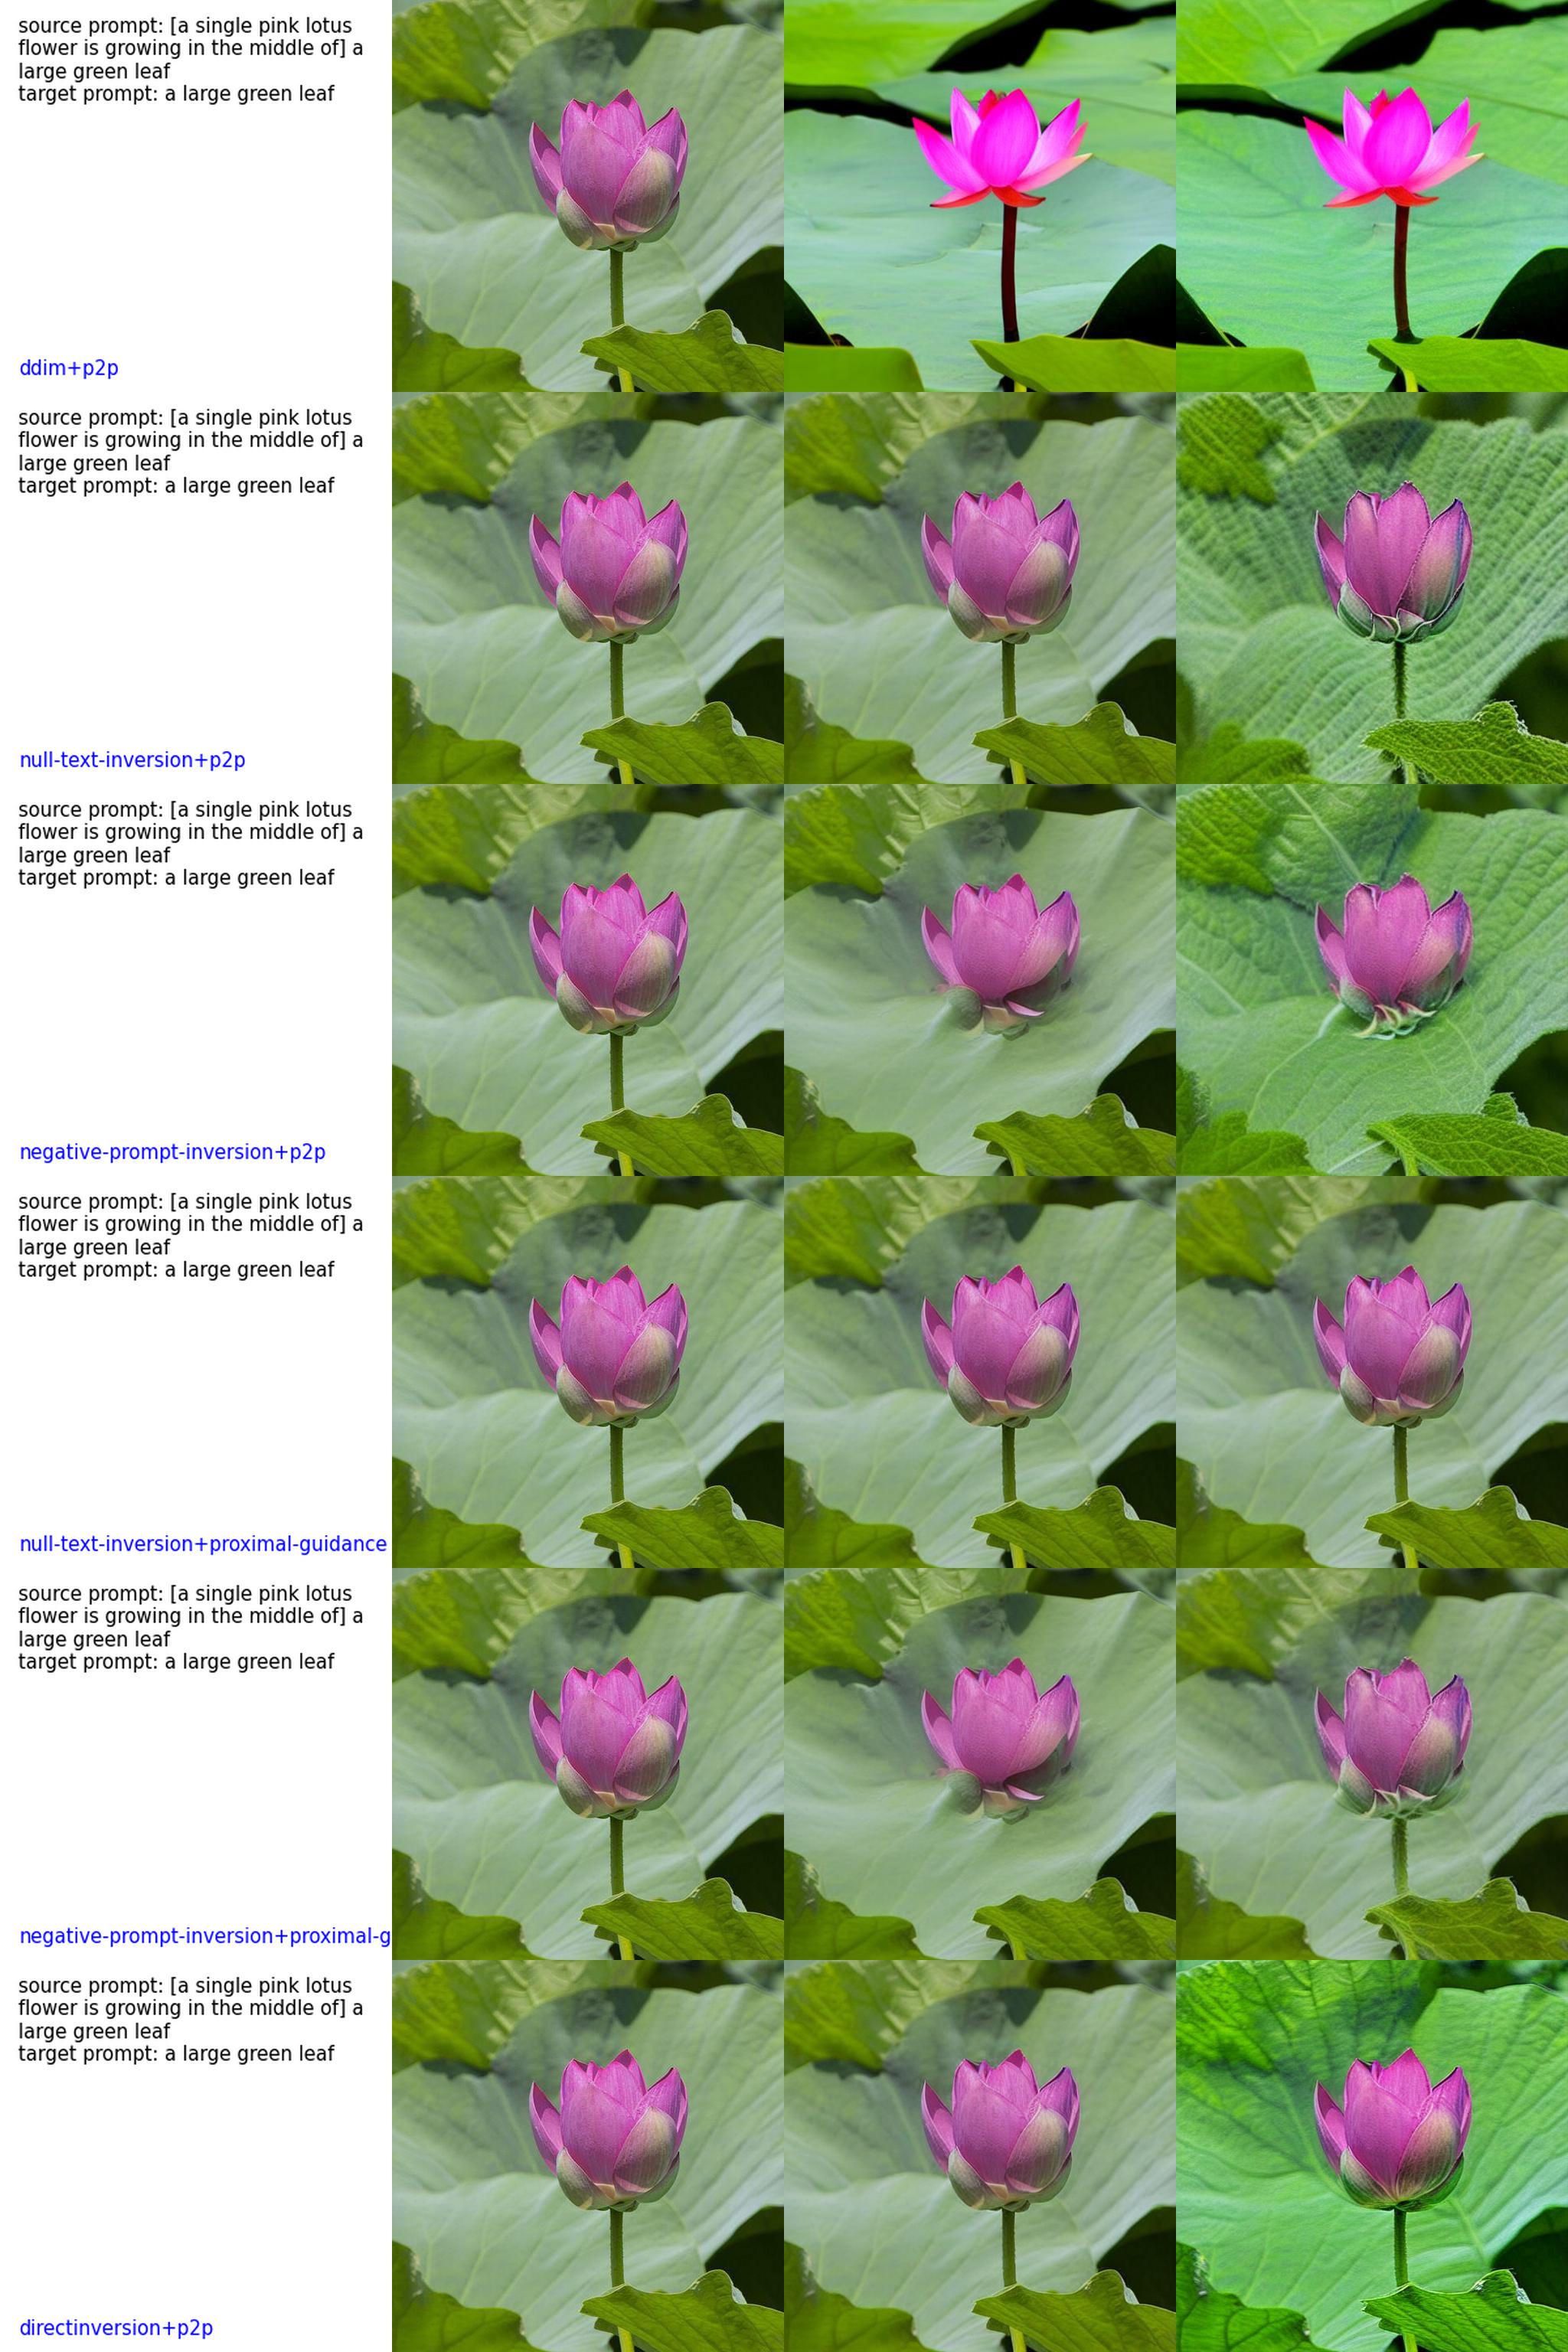 source prompt: [a single pink lotus
flower is growing in the middle of] a
large green leaf
target prompt: a large green leaf
ddim+p2p
source prompt: [a single pink lotus
flower is growing in the middle of] a
large green leaf
target prompt: a large green leaf
null-text-inversion+p2p
source prompt: [a single pink lotus
flower is growing in the middle of] a
large green leaf
target prompt: a large green leaf
negative-prompt-inversion+p2p
source prompt: [a single pink lotus
flower is growing in the middle of] a
large green leaf
target prompt: a large green leaf
null-text-inversion+proximal-guidance
source prompt: [a single pink lotus
flower is growing in the middle of] a
large green leaf
target prompt: a large green leaf
negative-prompt-inversion+proximal-g
source prompt: [a single pink lotus
flower is growing in the middle of] a
large green leaf
target prompt: a large green leaf
directinversion+p2p